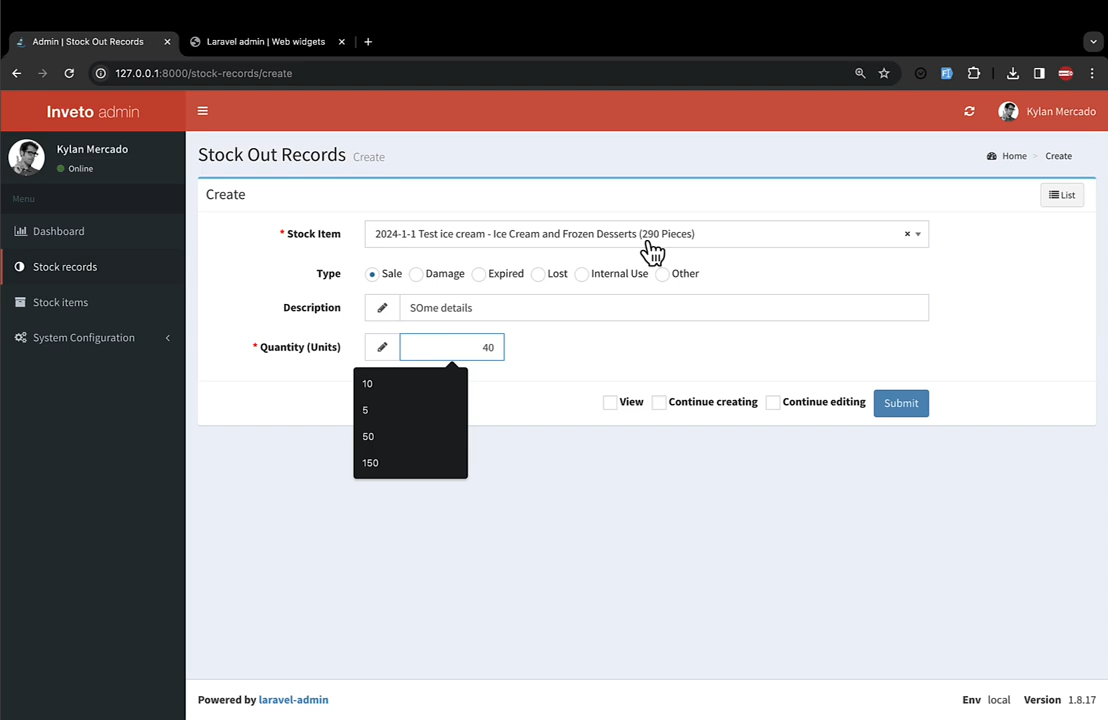 Admin | Stock Out Records
Laravel admin | Web widgets
127.0.0.1:8000/stock-records/create
Inveto admin
Kylan Mercado
Kylan Mercado
Online
Stock Out Records Create
Home > Create
Menu
Create
List
Dashboard
* Stock Item
2024-1-1 Test ice cream - Ice Cream and Frozen Desserts (290 Pieces)
× 
Stock records
Type
Sale Damage Expired Lost Internal Use Other
Stock items
Description
SOme details
System Configuration
* Quantity (Units)
40
10
5
50
150
View Continue creating Continue editing Submit
Powered by laravel-admin
Env local Version 1.8.17